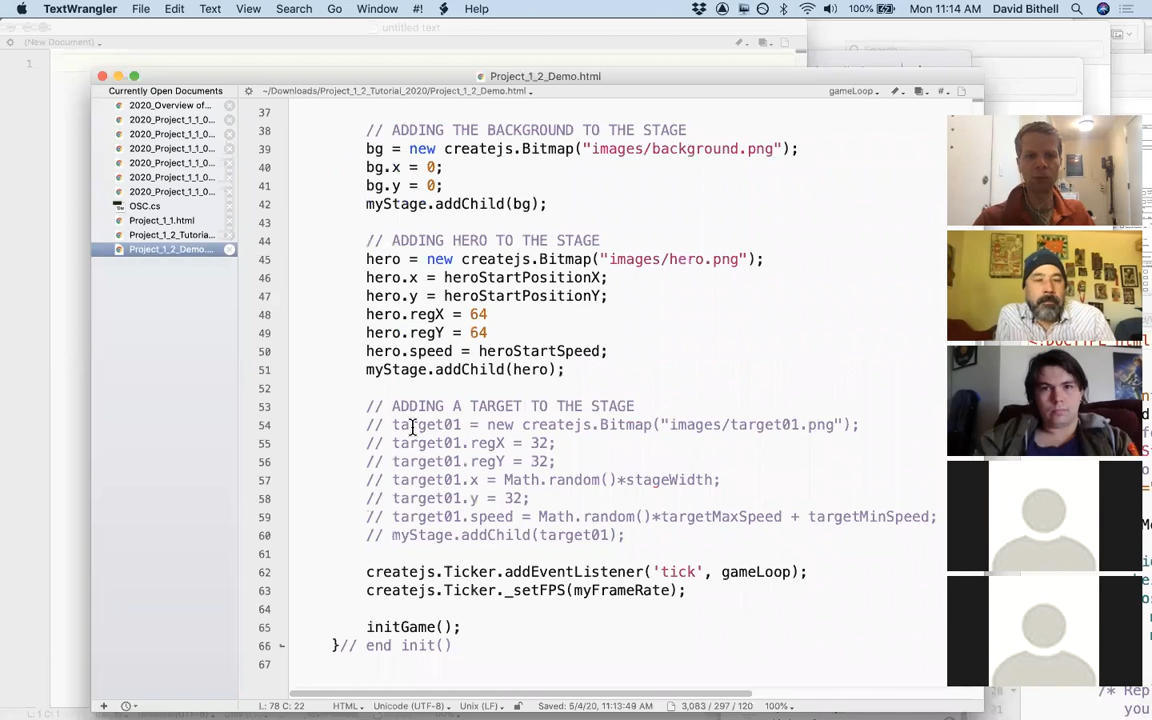 TextWrangler File Edit Text View Search Go Window #! Help 100% Mon 11:14 AM David Bithell
untitled text
(New Document)
1
Project_1_2_Demo.html
Currently Open Documents
~/Downloads/Project_1_2_Tutorial_2020/Project_1_2_Demo.html
gameLoop
2020_Overview of...
2020_Project_1_1_0...
2020_Project_1_1_0...
2020_Project_1_1_0...
2020_Project_1_1_0...
2020_Project_1_1_0...
2020_Project_1_1_0...
OSC.cs
Project_1_1.html
Project_1_2_Tutoria...
Project_1_2_Demo....
37
38 // ADDING THE BACKGROUND TO THE STAGE
39 bg = new createjs.Bitmap("images/background.png");
40 bg.x = 0;
41 bg.y = 0;
42 myStage.addChild(bg);
43
44 // ADDING HERO TO THE STAGE
45 hero = new createjs.Bitmap("images/hero.png");
46 hero.x = heroStartPositionX;
47 hero.y = heroStartPositionY;
48 hero.regX = 64
49 hero.regY = 64
50 hero.speed = heroStartSpeed;
51 myStage.addChild(hero);
52
53 // ADDING A TARGET TO THE STAGE
54 // target01 = new createjs.Bitmap("images/target01.png");
55 // target01.regX = 32;
56 // target01.regY = 32;
57 // target01.x = Math.random()*stageWidth;
58 // target01.y = 32;
59 // target01.speed = Math.random()*targetMaxSpeed + targetMinSpeed;
60 // myStage.addChild(target01);
61
62 createjs.Ticker.addEventListener('tick', gameLoop);
63 createjs.Ticker._setFPS(myFrameRate);
64
65 initGame();
66 }// end init()
67
L: 78 C: 22 HTML Unicode (UTF-8) Unix (LF) Saved: 5/4/20, 11:13:49 AM 3,083 / 297 / 120 100%
/* Rep
you